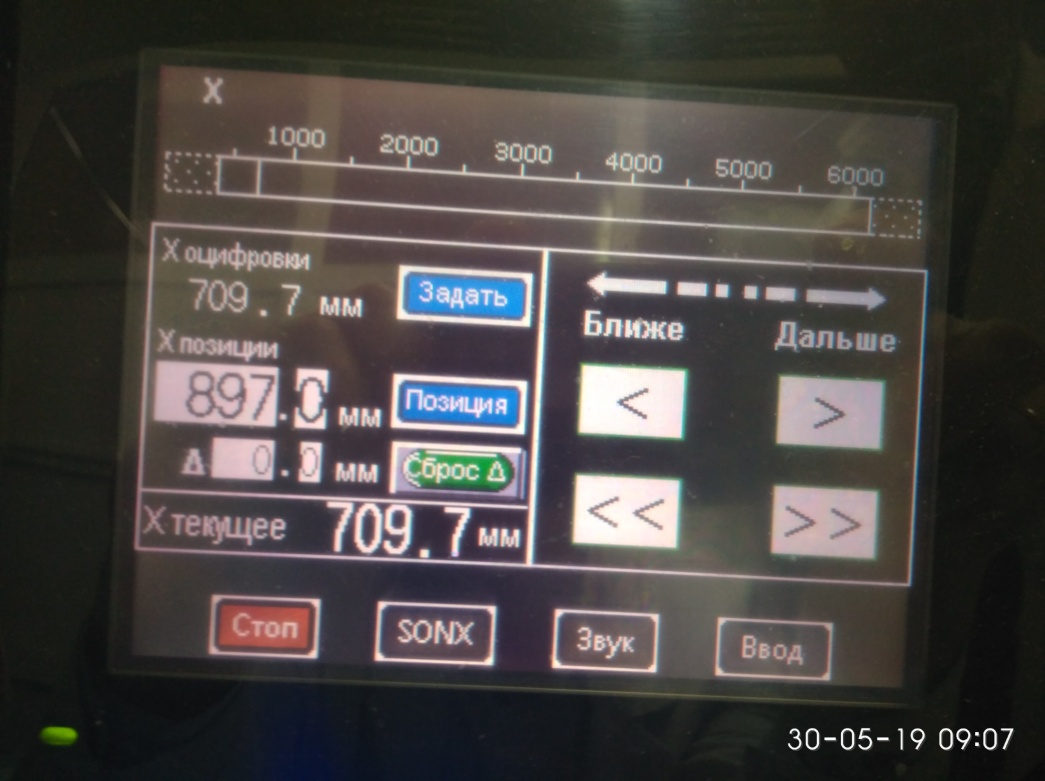 X
1000 2000 3000 4000 5000 6000
X оцифровки
709.7 мм Задать
X позиции
897.0 мм Позиция
Δ 0.0 мм Сброс Δ
X текущее 709.7 мм
Ближе Дальше
< >
<< >>
Стоп SONX Звук Ввод
30-05-19 09:07